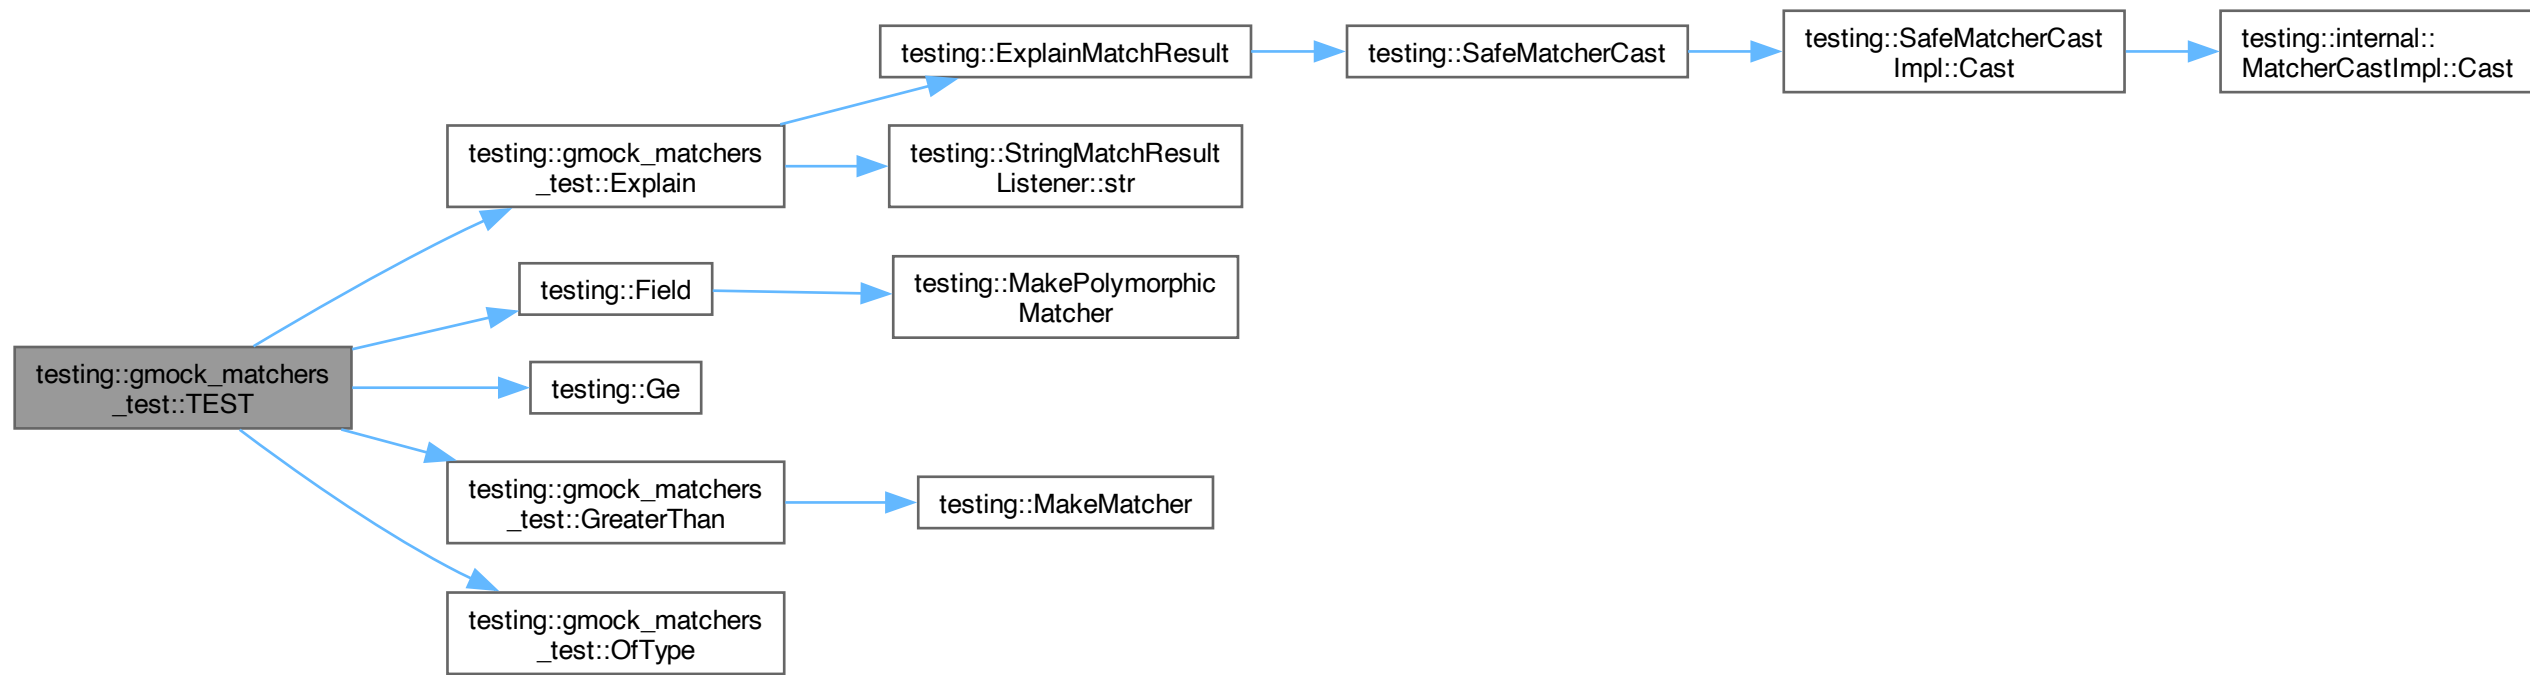 testing::gmock_matchers
_test::TEST
testing::gmock_matchers
_test::Explain
testing::ExplainMatchResult
testing::SafeMatcherCast
testing::SafeMatcherCast
Impl::Cast
testing::internal::
MatcherCastImpl::Cast
testing::StringMatchResult
Listener::str
testing::Field
testing::MakePolymorphic
Matcher
testing::Ge
testing::gmock_matchers
_test::GreaterThan
testing::MakeMatcher
testing::gmock_matchers
_test::OfType